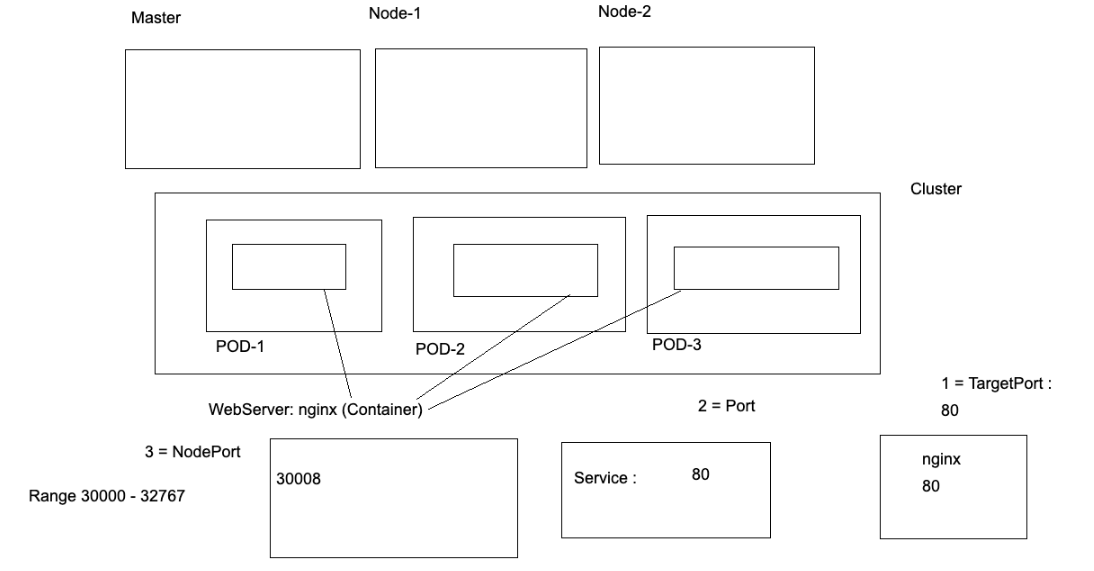 Master
Node-1
Node-2
Cluster
POD-1
POD-2
POD-3
WebServer: nginx (Container)
1 = TargetPort :
80
2 = Port
3 = NodePort
Range 30000 - 32767
30008
Service :
80
nginx
80